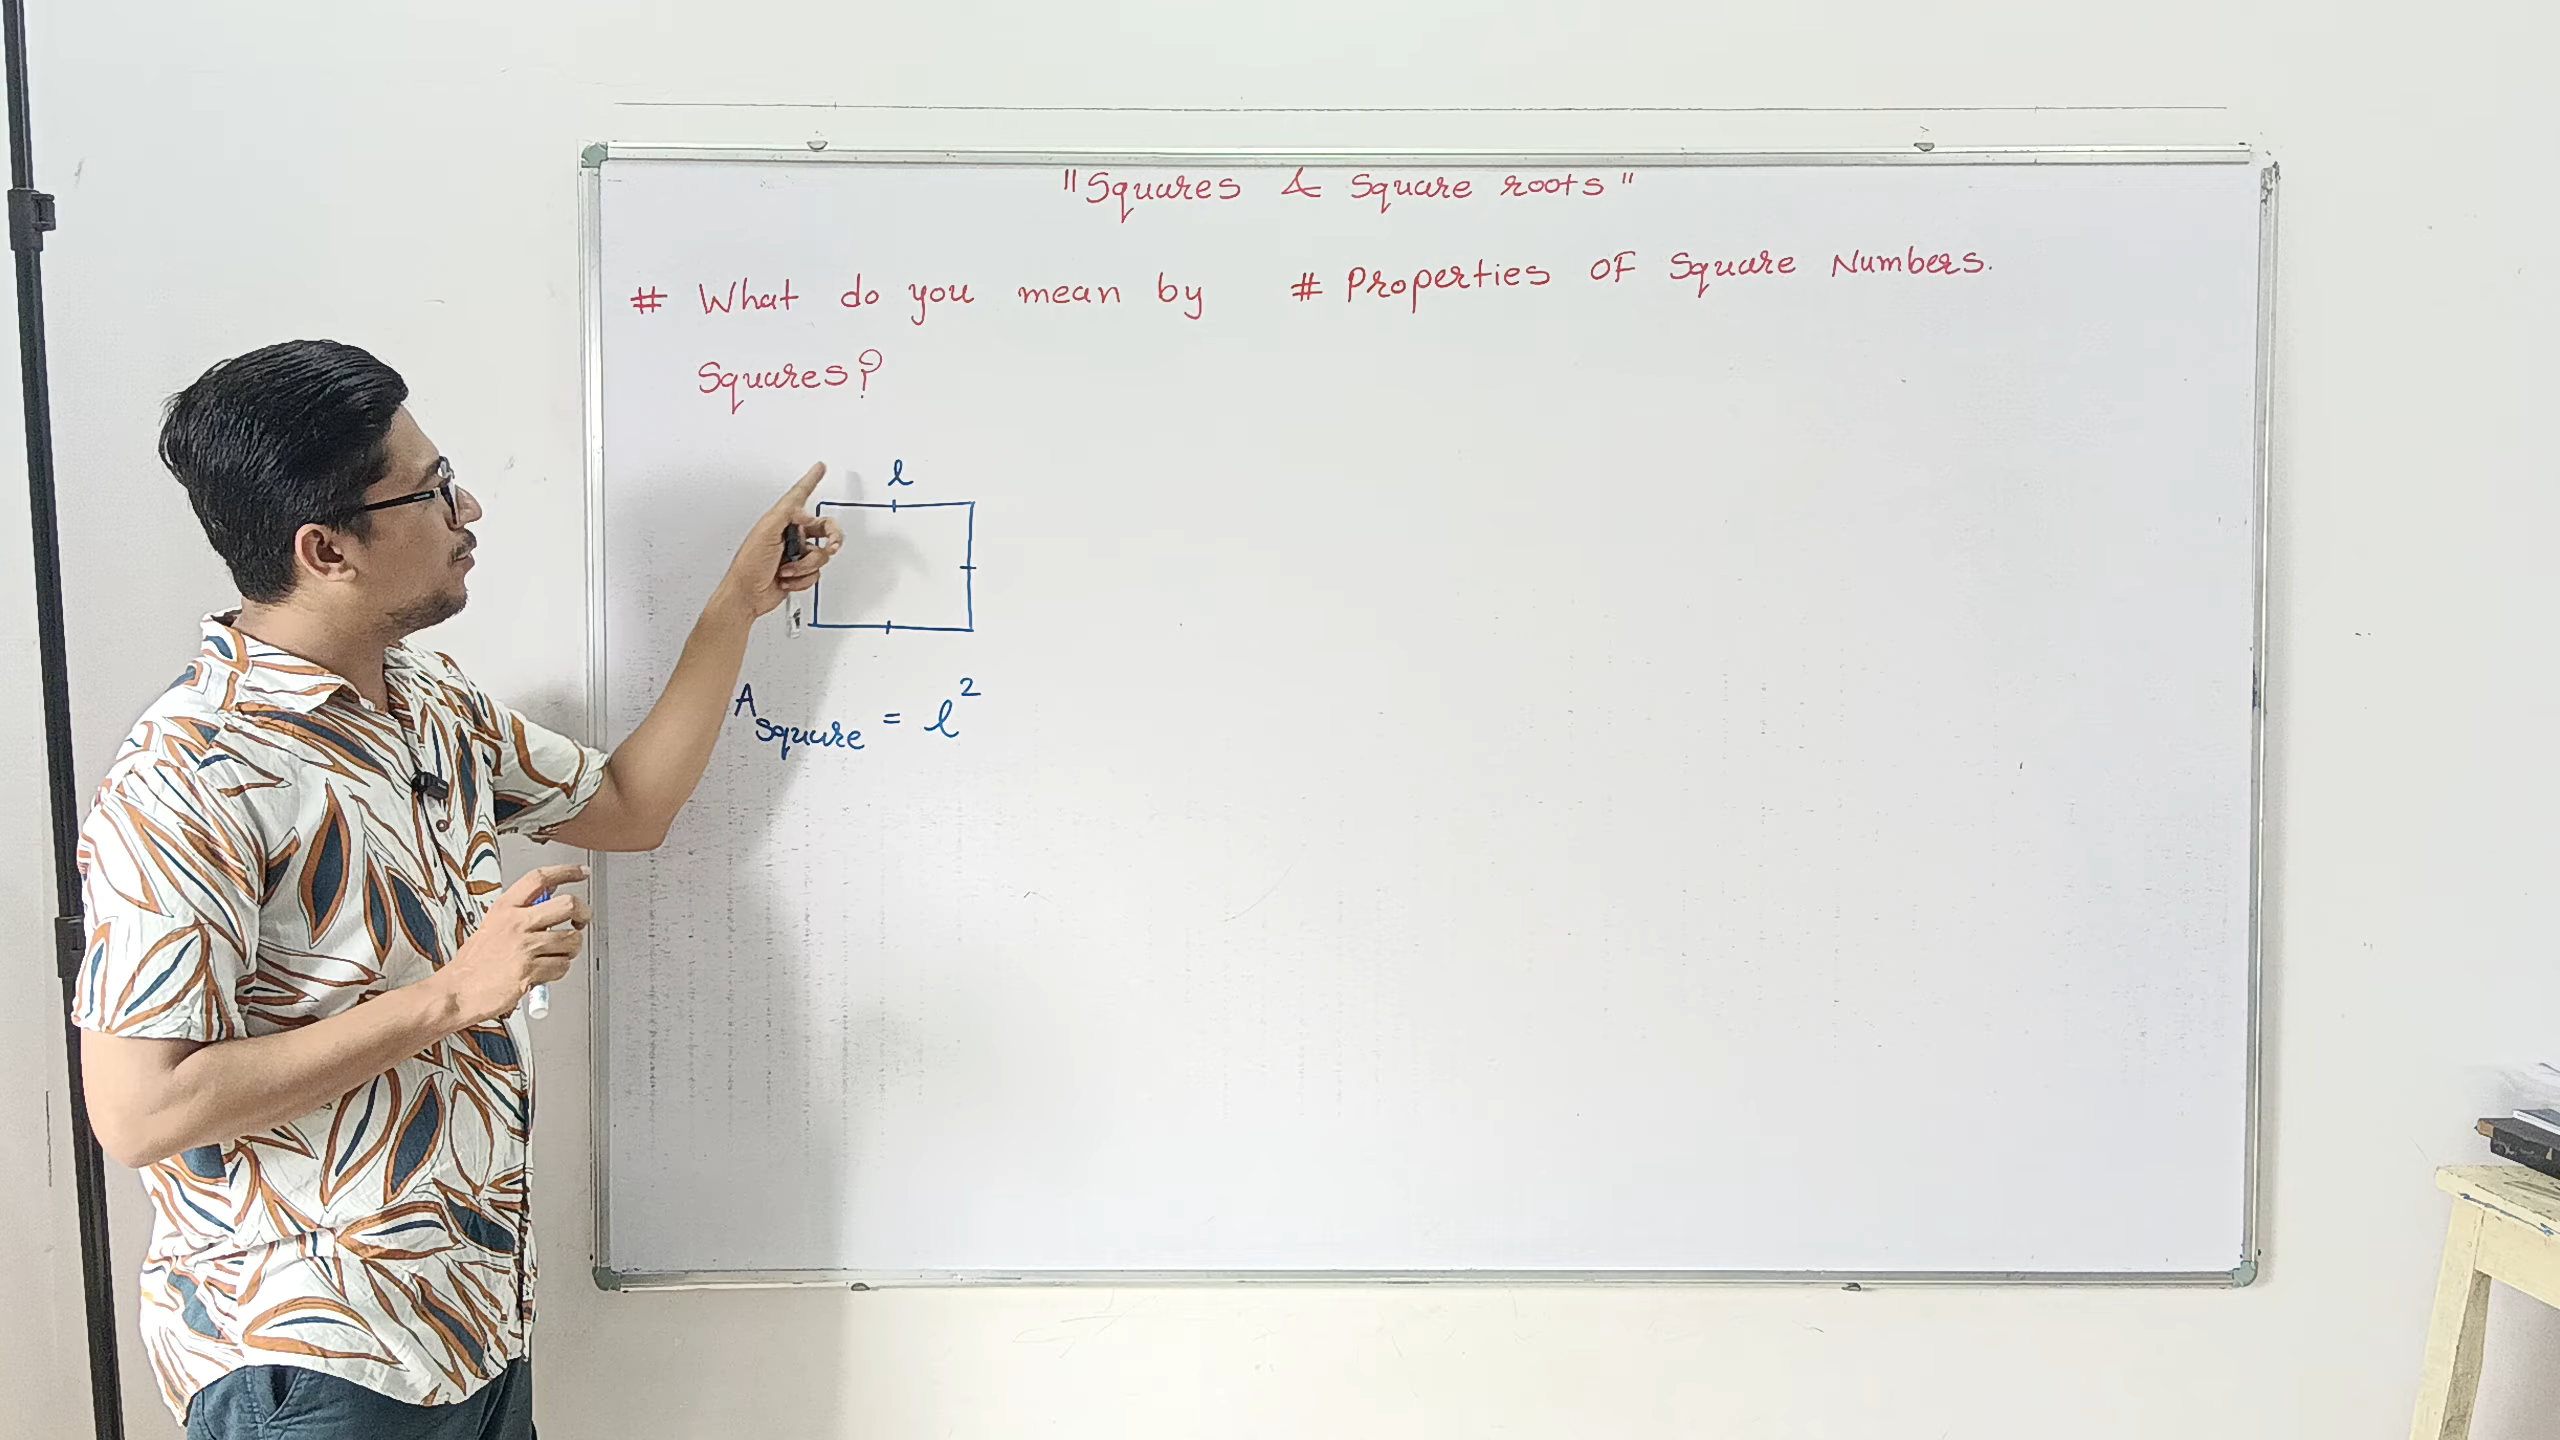 "Squares & Square roots"
# What do you mean by
Squares?
# Properties OF Square Numbers.
l
A square = l²